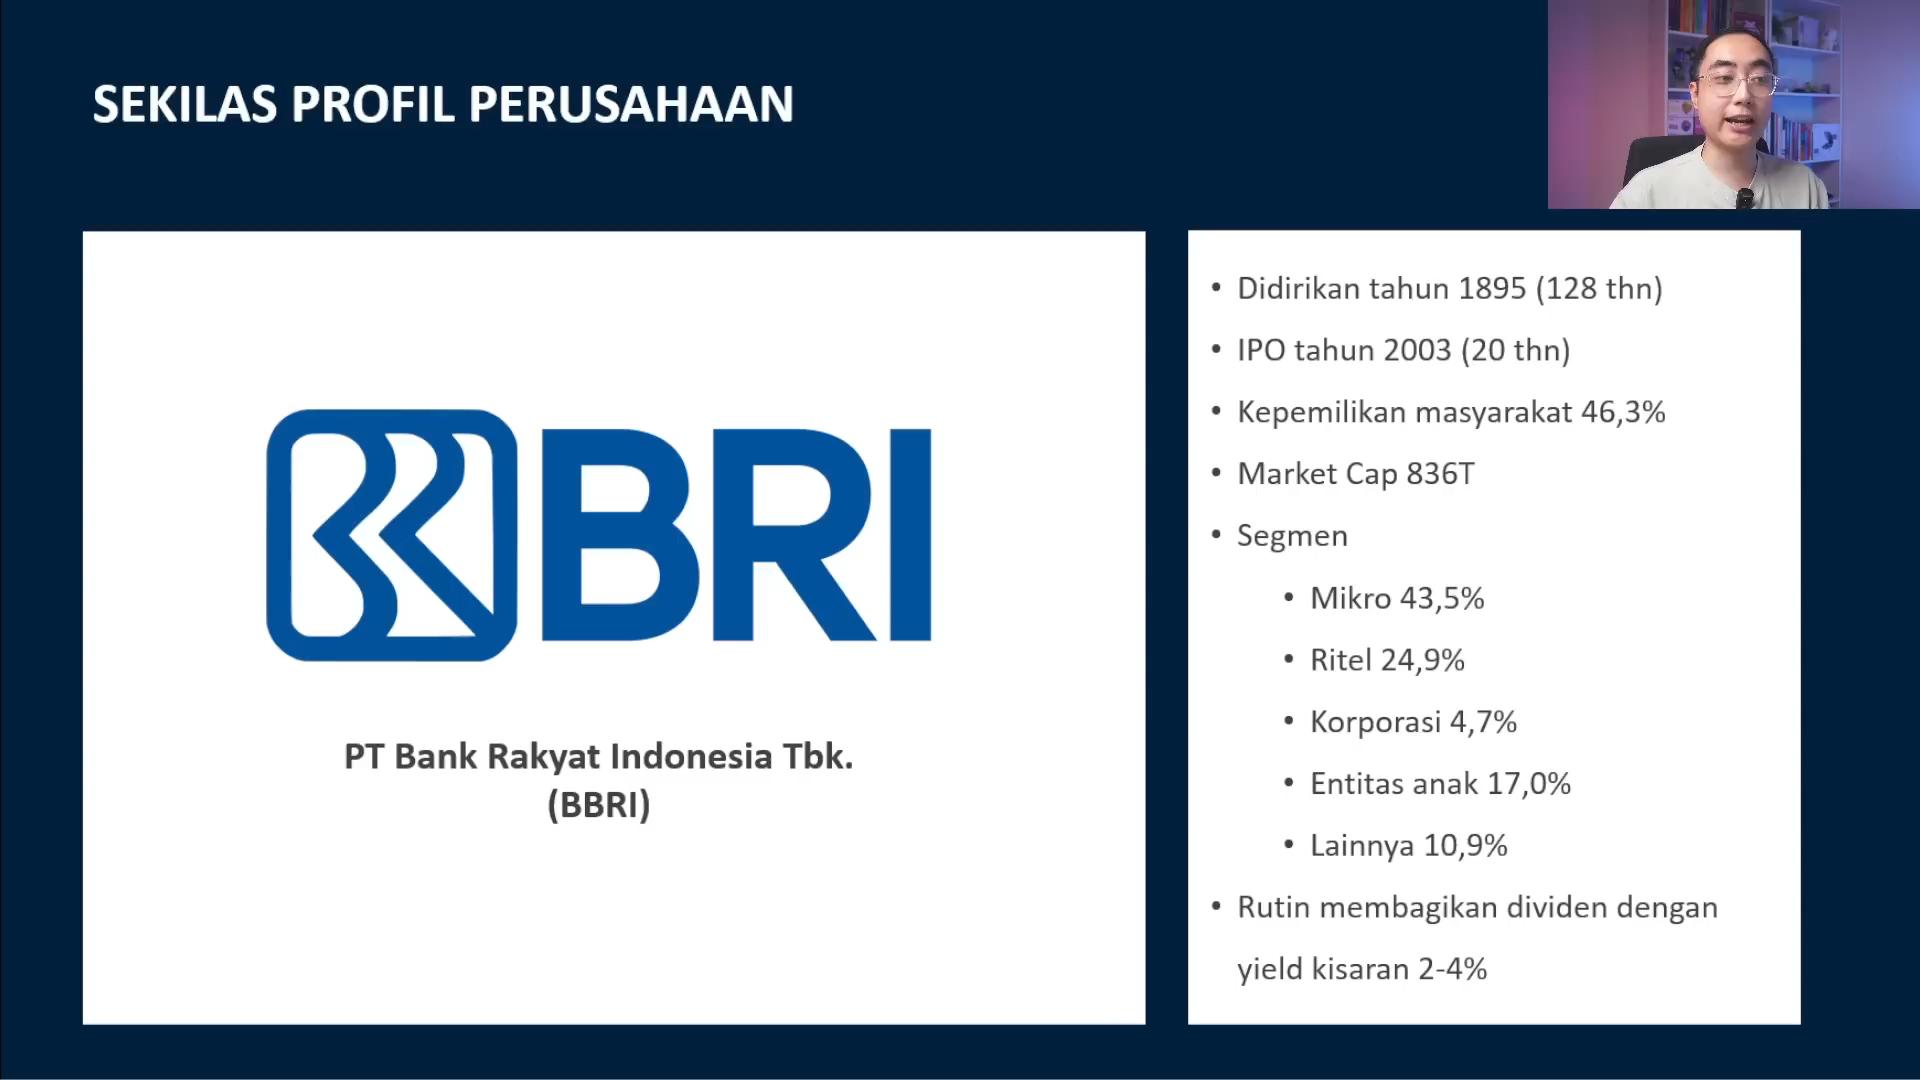 SEKILAS PROFIL PERUSAHAAN
BRI
PT Bank Rakyat Indonesia Tbk.
(BBRI)
• Didirikan tahun 1895 (128 thn)
• IPO tahun 2003 (20 thn)
• Kepemilikan masyarakat 46,3%
• Market Cap 836T
• Segmen
• Mikro 43,5%
• Ritel 24,9%
• Korporasi 4,7%
• Entitas anak 17,0%
• Lainnya 10,9%
• Rutin membagikan dividen dengan
yield kisaran 2-4%